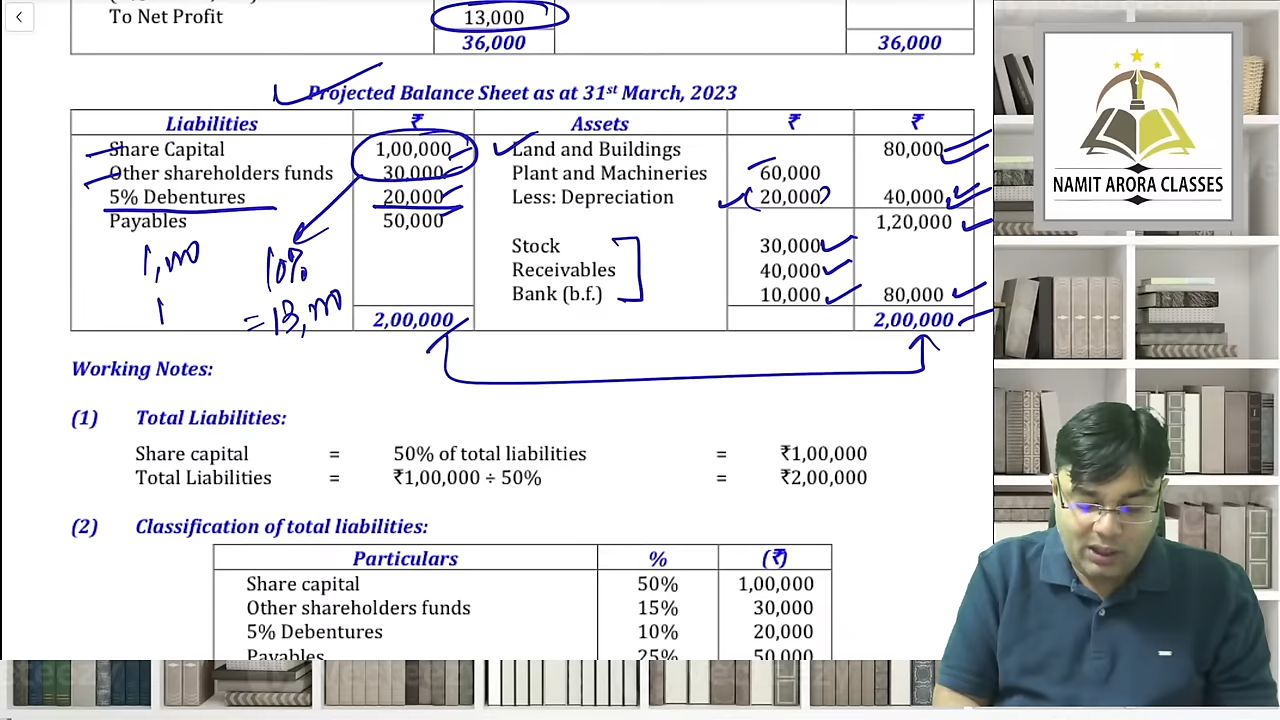 To Net Profit 13,000
36,000 36,000
Projected Balance Sheet as at 31st March, 2023
Liabilities ₹ Assets ₹ ₹
Share Capital 1,00,000 Land and Buildings 80,000
Other shareholders funds 30,000 Plant and Machineries 60,000
5% Debentures 20,000 Less: Depreciation (20,000) 40,000
Payables 50,000 1,20,000
Stock 30,000
Receivables 40,000
Bank (b.f.) 10,000 80,000
10%
2,00,000 2,00,000
Working Notes:
(1) Total Liabilities:
Share capital = 50% of total liabilities = ₹1,00,000
Total Liabilities = ₹1,00,000 ÷ 50% = ₹2,00,000
(2) Classification of total liabilities:
Particulars % (₹)
Share capital 50% 1,00,000
Other shareholders funds 15% 30,000
5% Debentures 10% 20,000
Payables 25% 50,000
NAMIT ARORA CLASSES